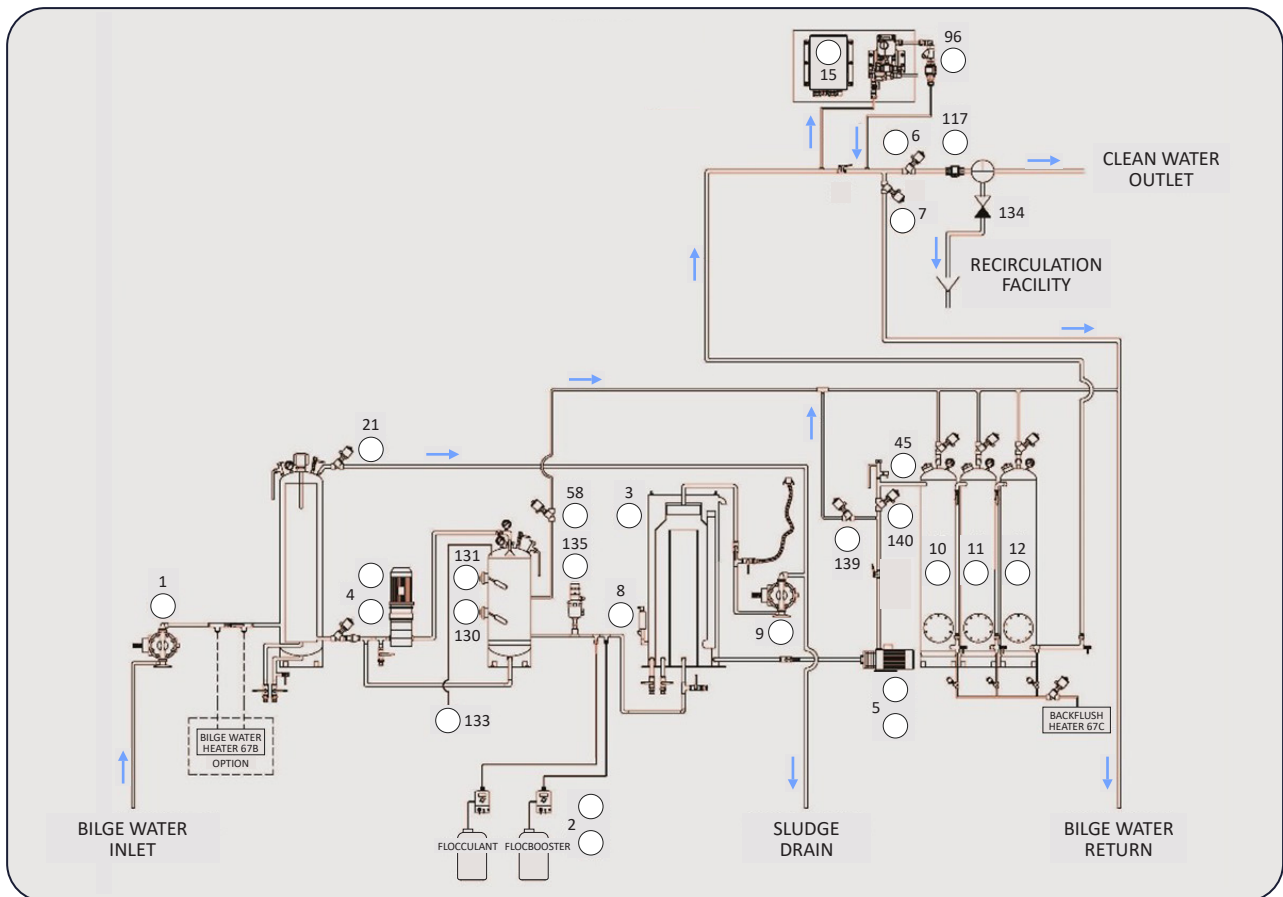 96
15
117
6
CLEAN WATER
OUTLET
7
134
RECIRCULATION
FACILITY
21
45
58
3
135
131
140
139
10
11
12
1
4
8
130
9
133
5
BILGE WATER
HEATER 67B
OPTION
BACKFLUSH
HEATER 67C
2
BILGE WATER
INLET
FLOCCULANT
FLOCBOOSTER
SLUDGE
DRAIN
BILGE WATER
RETURN